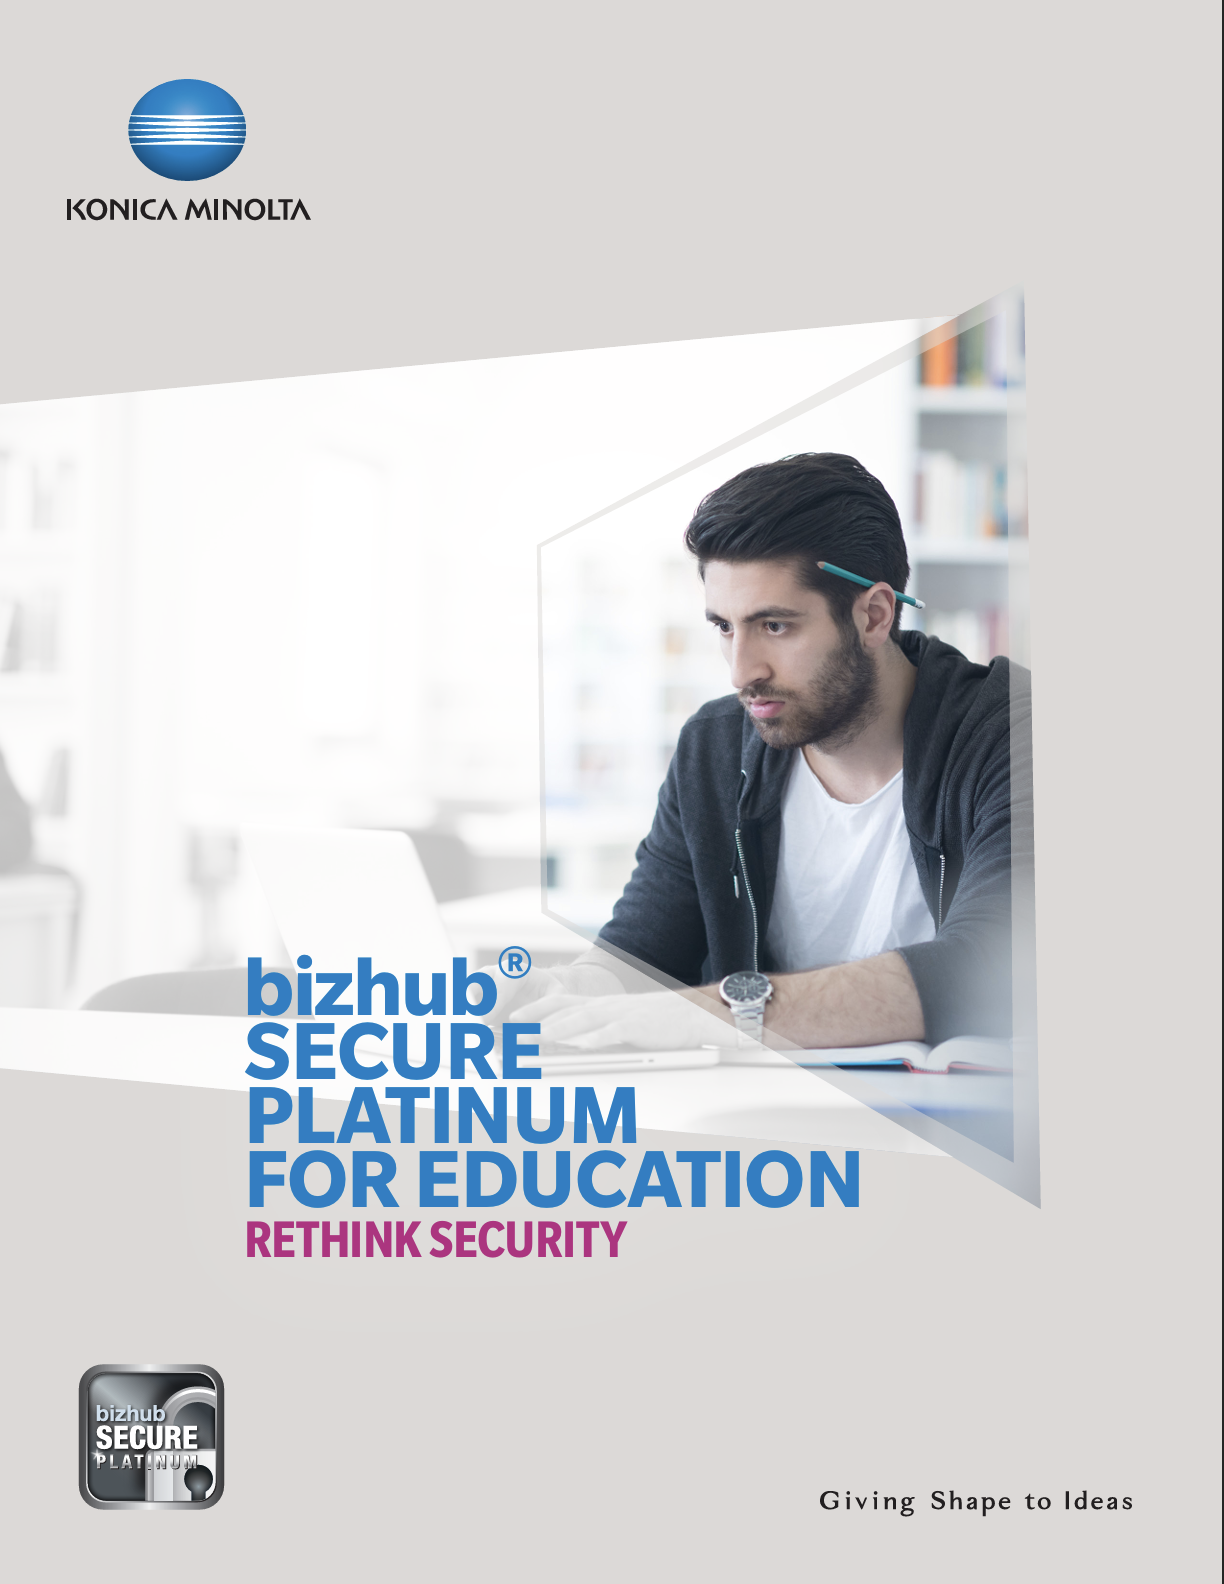 KONICA MINOLTA
bizhub®
SECURE
PLATINUM
FOR EDUCATION
RETHINK SECURITY
bizhub
SECURE
PLATINUM
Giving Shape to Ideas